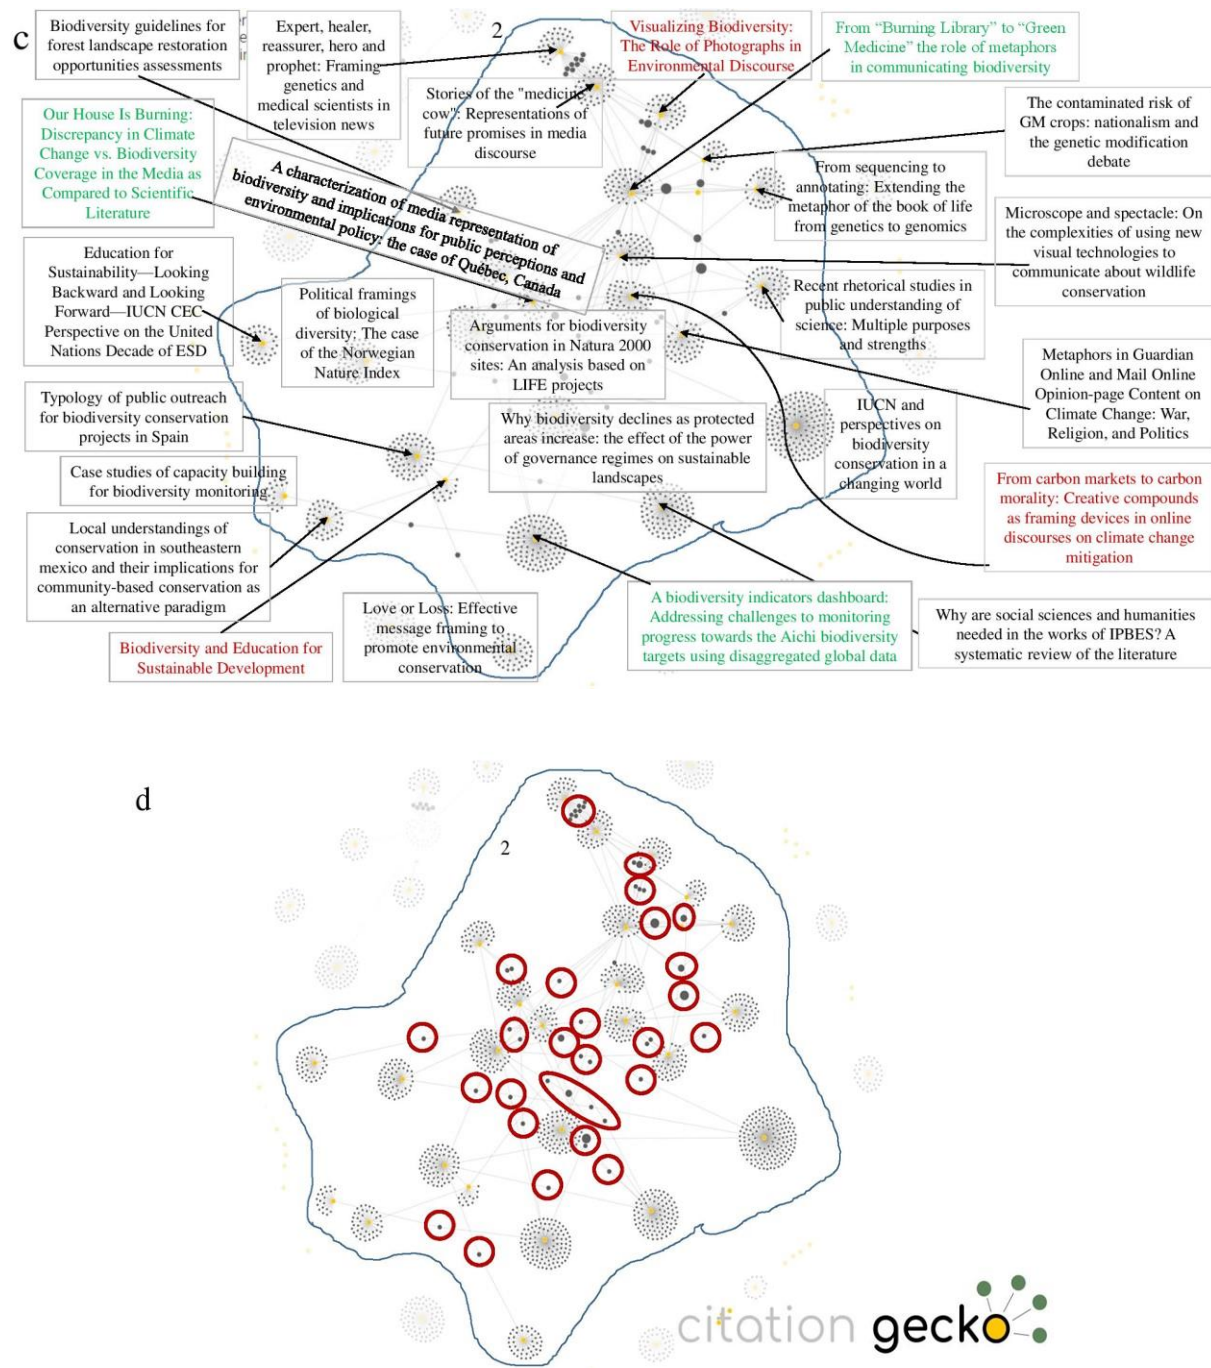 c
Biodiversity guidelines for
forest landscape restoration
opportunities assessments
Expert, healer,
reassurer, hero and
prophet: Framing
genetics and
medical scientists in
television news
2
Visualizing Biodiversity:
The Role of Photographs in
Environmental Discourse
From “Burning Library” to “Green
Medicine” the role of metaphors
in communicating biodiversity
Stories of the "medicine
cow": Representations of
future promises in media
discourse
Our House Is Burning:
Discrepancy in Climate
Change vs. Biodiversity
Coverage in the Media as
Compared to Scientific
Literature
The contaminated risk of
GM crops: nationalism and
the genetic modification
debate
A characterization of media representation of
biodiversity and implications for public perceptions and
environmental policy: the case of Québec, Canada
From sequencing to
annotating: Extending the
metaphor of the book of life
from genetics to genomics
Microscope and spectacle: On
the complexities of using new
visual technologies to
communicate about wildlife
conservation
Education for
Sustainability—Looking
Backward and Looking
Forward—IUCN CEC
Perspective on the United
Nations Decade of ESD
Political framings
of biological
diversity: The case
of the Norwegian
Nature Index
Arguments for biodiversity
conservation in Natura 2000
sites: An analysis based on
LIFE projects
Recent rhetorical studies in
public understanding of
science: Multiple purposes
and strengths
Metaphors in Guardian
Online and Mail Online
Opinion-page Content on
Climate Change: War,
Religion, and Politics
Typology of public outreach
for biodiversity conservation
projects in Spain
Why biodiversity declines as protected
areas increase: the effect of the power
of governance regimes on sustainable
landscapes
IUCN and
perspectives on
biodiversity
conservation in a
changing world
Case studies of capacity building
for biodiversity monitoring
From carbon markets to carbon
morality: Creative compounds
as framing devices in online
discourses on climate change
mitigation
Local understandings of
conservation in southeastern
mexico and their implications for
community-based conservation as
an alternative paradigm
Biodiversity and Education for
Sustainable Development
Love or Loss: Effective
message framing to
promote environmental
conservation
A biodiversity indicators dashboard:
Addressing challenges to monitoring
progress towards the Aichi biodiversity
targets using disaggregated global data
Why are social sciences and humanities
needed in the works of IPBES? A
systematic review of the literature
d
2
citation gecko